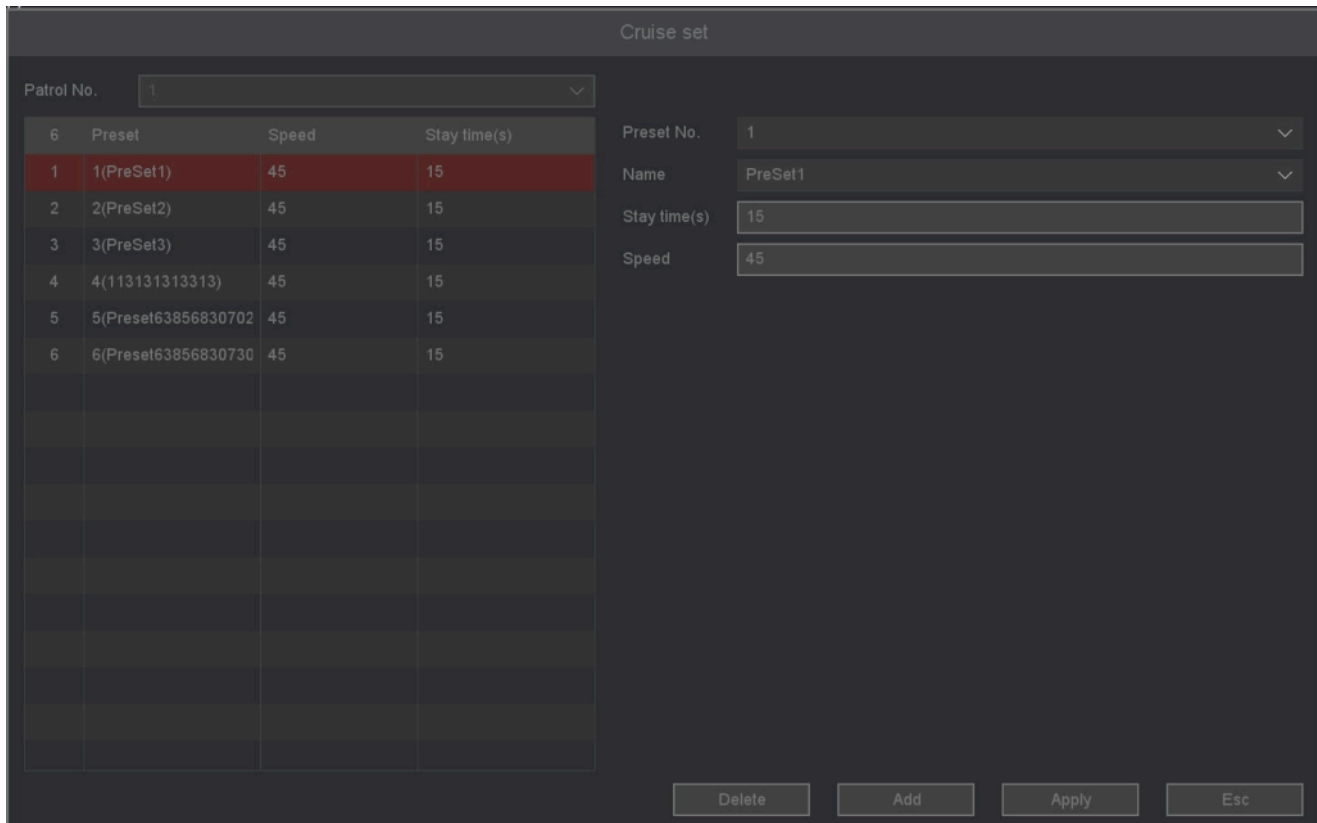 Cruise set
Patrol No. 1
6 Preset Speed Stay time(s)
1 1(PreSet1) 45 15
2 2(PreSet2) 45 15
3 3(PreSet3) 45 15
4 4(113131313313) 45 15
5 5(Preset63856830702 45 15
6 6(Preset63856830730 45 15
Preset No. 1
Name PreSet1
Stay time(s) 15
Speed 45
Delete Add Apply Esc